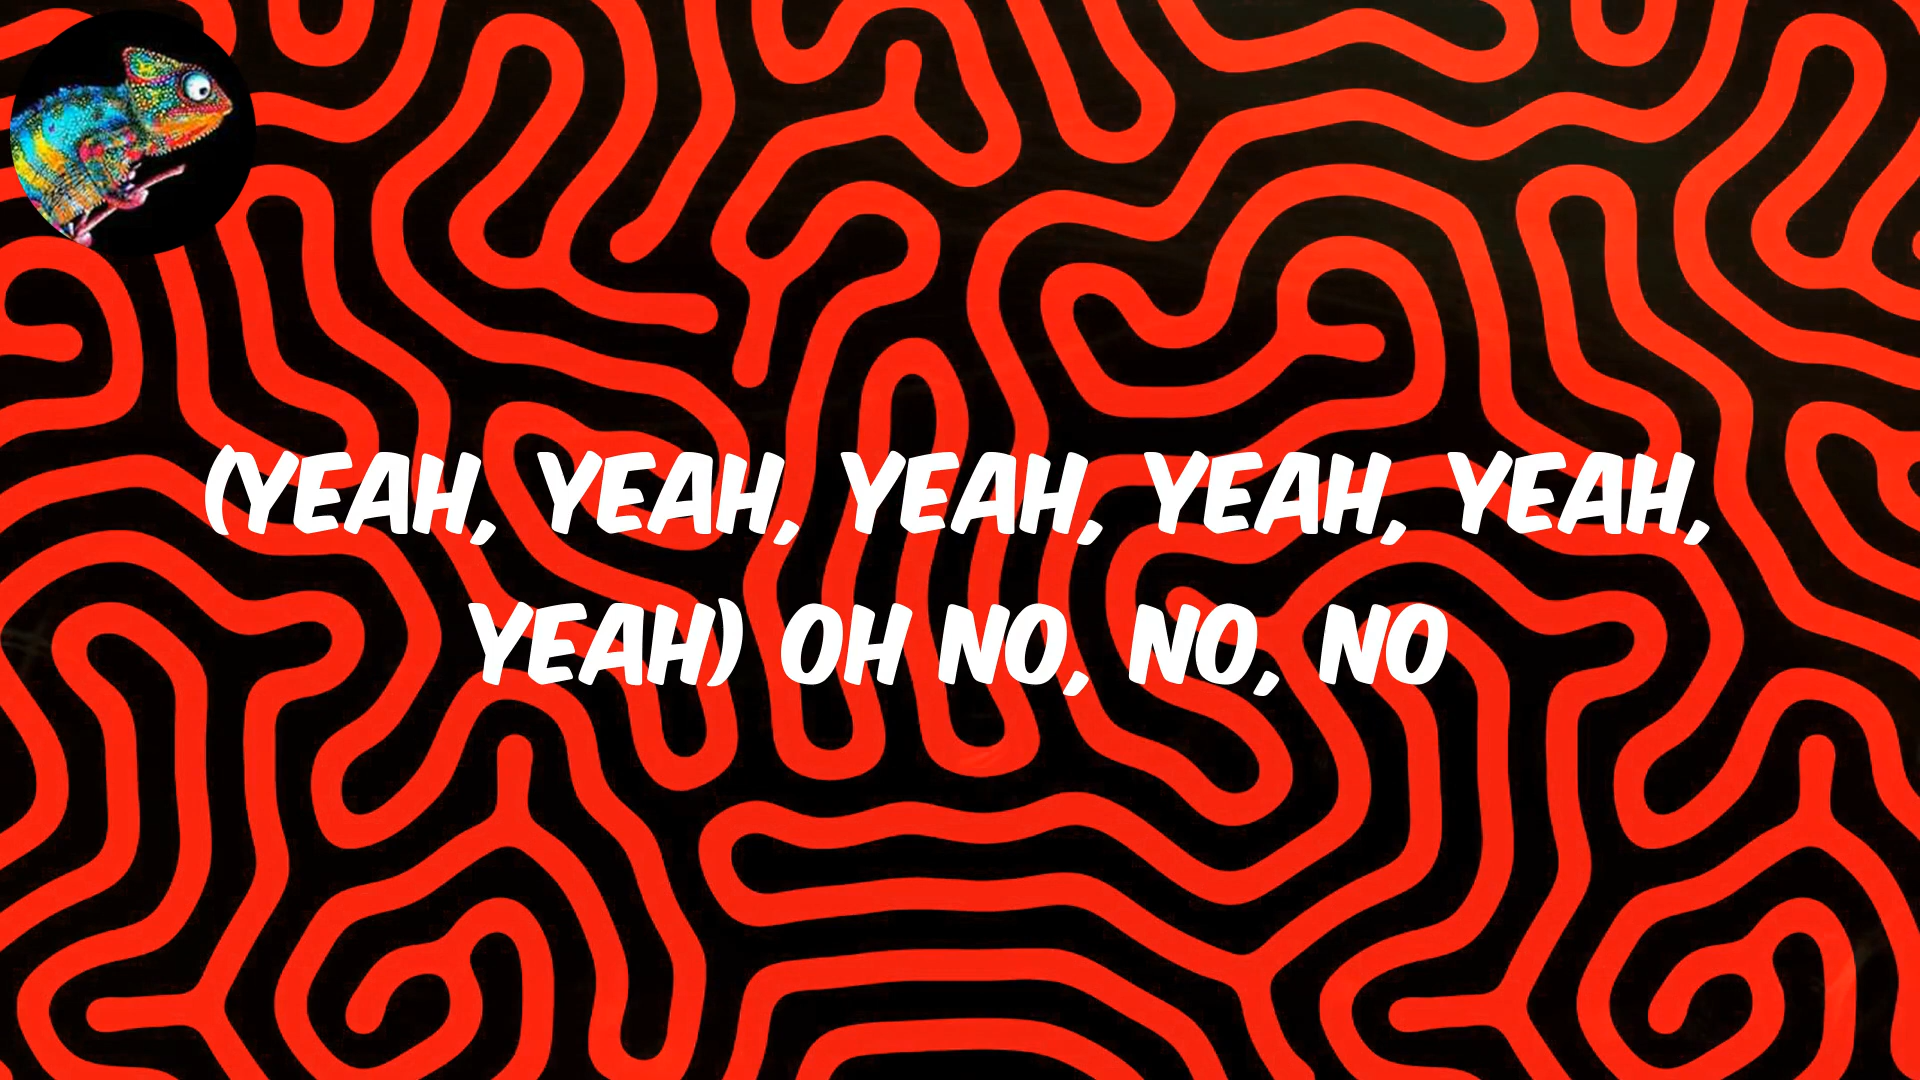 (YEAH, YEAH, YEAH, YEAH, YEAH,
YEAH) OH NO, NO, NO